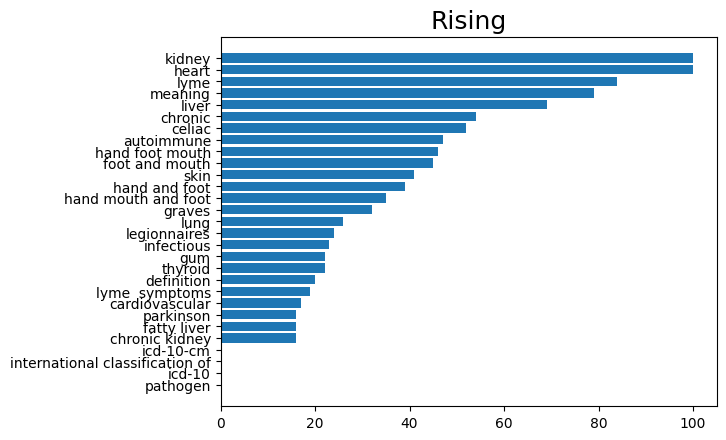 Rising
kidney
heart
lyme
meaning
liver
chronic
celiac
autoimmune
hand foot mouth
foot and mouth
skin
hand and foot
hand mouth and foot
graves
lung
legionnaires
infectious
gum
thyroid
definition
lyme  symptoms
cardiovascular
parkinson
fatty liver
chronic kidney
icd-10-cm
international classification of
icd-10
pathogen
0 20 40 60 80 100